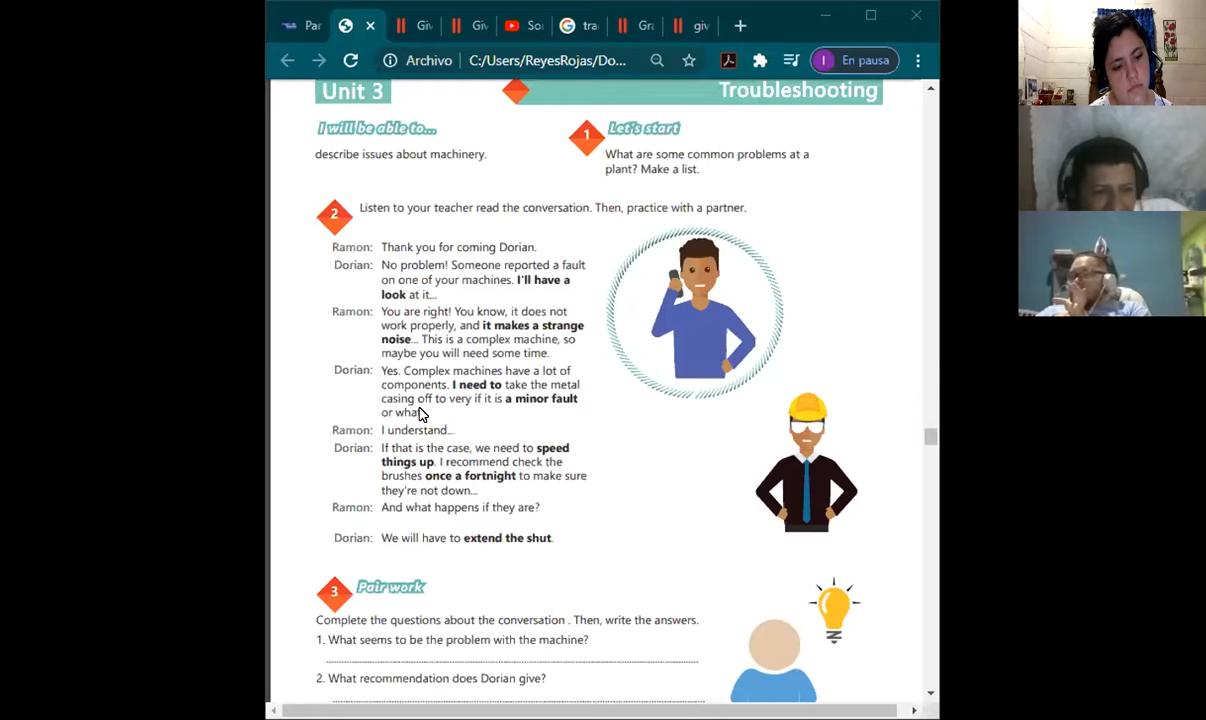 Par
Giv
Giv
So
tra
Gra
giv
Archivo
C:/Users/ReyesRojas/Do...
I
En pausa
Unit 3
Troubleshooting
I will be able to...
describe issues about machinery.
1
Let's start
What are some common problems at a
plant? Make a list.
2
Listen to your teacher read the conversation. Then, practice with a partner.
Ramon: Thank you for coming Dorian.
Dorian: No problem! Someone reported a fault
on one of your machines. I'll have a
look at it...
Ramon: You are right! You know, it does not
work properly, and it makes a strange
noise... This is a complex machine, so
maybe you will need some time.
Dorian: Yes. Complex machines have a lot of
components. I need to take the metal
casing off to very if it is a minor fault
or what
Ramon: I understand...
Dorian: If that is the case, we need to speed
things up. I recommend check the
brushes once a fortnight to make sure
they're not down...
Ramon: And what happens if they are?
Dorian: We will have to extend the shut.
3
Pair work
Complete the questions about the conversation . Then, write the answers.
1. What seems to be the problem with the machine?
2. What recommendation does Dorian give?